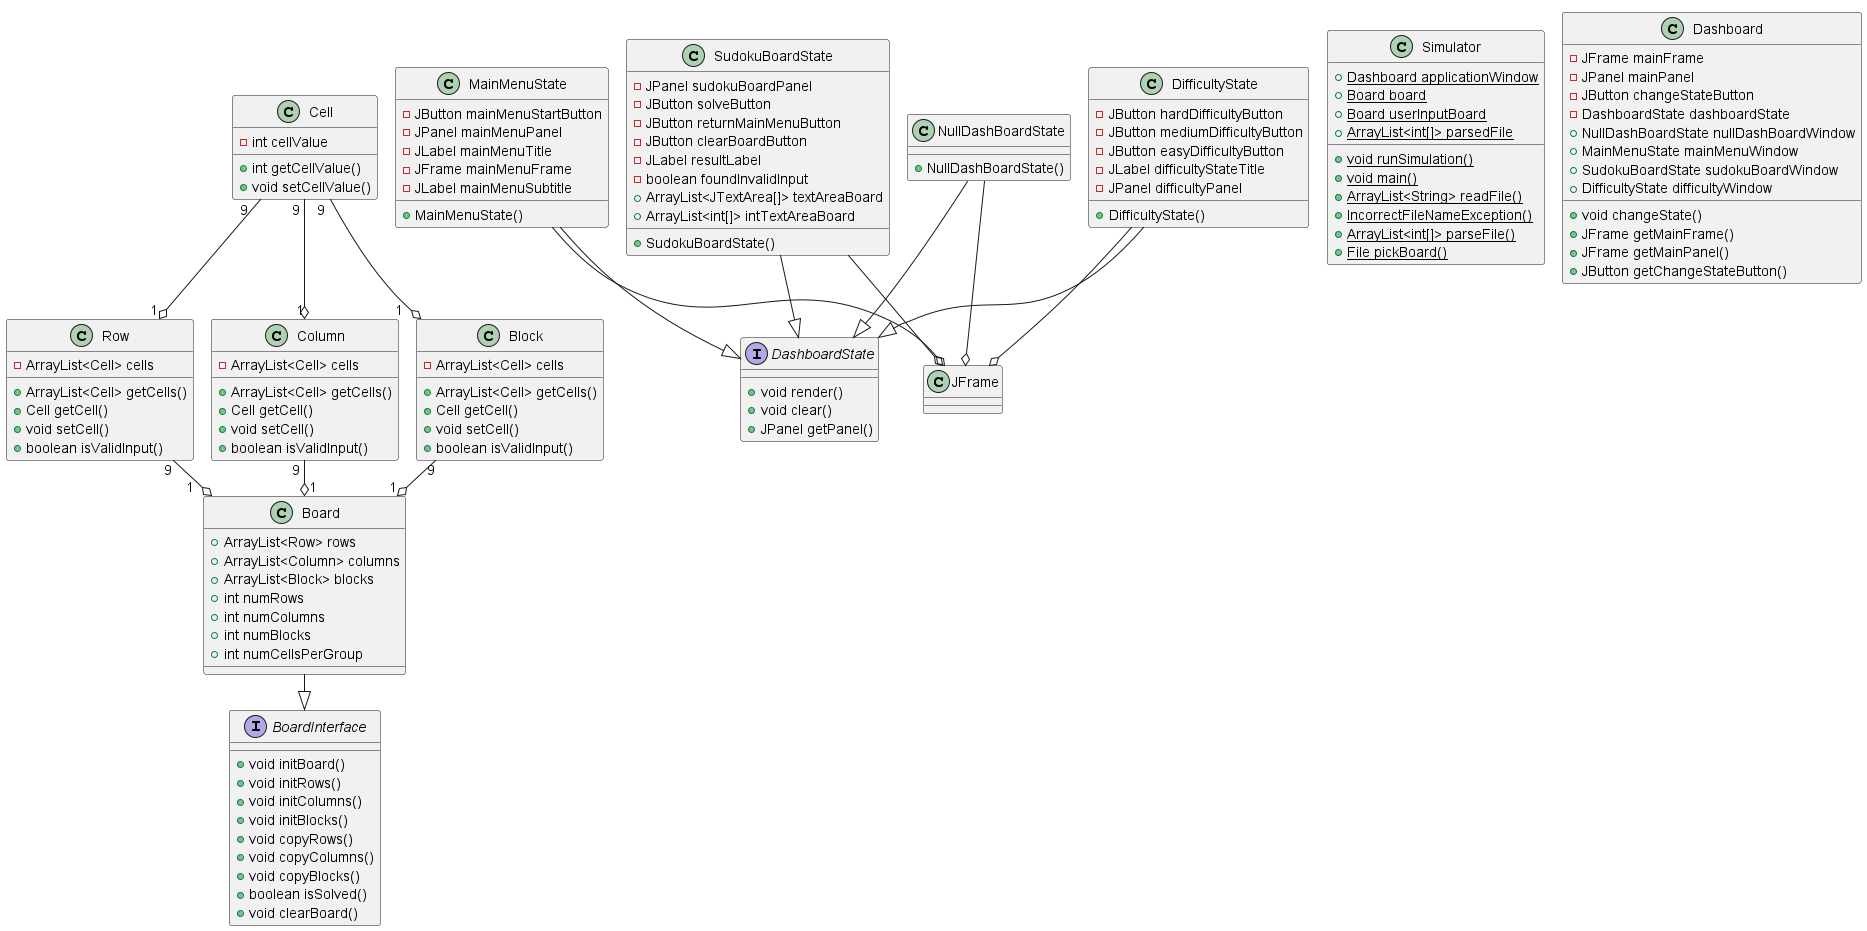 Cell
int cellValue
int getCellValue()
void setCellValue()
MainMenuState
JButton mainMenuStartButton
JPanel mainMenuPanel
JLabel mainMenuTitle
JFrame mainMenuFrame
JLabel mainMenuSubtitle
MainMenuState()
SudokuBoardState
JPanel sudokuBoardPanel
JButton solveButton
JButton returnMainMenuButton
JButton clearBoardButton
JLabel resultLabel
boolean foundInvalidInput
ArrayList<JTextArea[]> textAreaBoard
ArrayList<int[]> intTextAreaBoard
SudokuBoardState()
NullDashBoardState
NullDashBoardState()
DifficultyState
JButton hardDifficultyButton
JButton mediumDifficultyButton
JButton easyDifficultyButton
JLabel difficultyStateTitle
JPanel difficultyPanel
DifficultyState()
Simulator
Dashboard applicationWindow
Board board
Board userInputBoard
ArrayList<int[]> parsedFile
void runSimulation()
void main()
ArrayList<String> readFile()
IncorrectFileNameException()
ArrayList<int[]> parseFile()
File pickBoard()
Dashboard
JFrame mainFrame
JPanel mainPanel
JButton changeStateButton
DashboardState dashboardState
NullDashBoardState nullDashBoardWindow
MainMenuState mainMenuWindow
SudokuBoardState sudokuBoardWindow
DifficultyState difficultyWindow
void changeState()
JFrame getMainFrame()
JFrame getMainPanel()
JButton getChangeStateButton()
9
9
9
1
1
1
Row
ArrayList<Cell> cells
ArrayList<Cell> getCells()
Cell getCell()
void setCell()
boolean isValidInput()
Column
ArrayList<Cell> cells
ArrayList<Cell> getCells()
Cell getCell()
void setCell()
boolean isValidInput()
Block
ArrayList<Cell> cells
ArrayList<Cell> getCells()
Cell getCell()
void setCell()
boolean isValidInput()
DashboardState
void render()
void clear()
JPanel getPanel()
JFrame
9
9
9
1
1
1
Board
ArrayList<Row> rows
ArrayList<Column> columns
ArrayList<Block> blocks
int numRows
int numColumns
int numBlocks
int numCellsPerGroup
BoardInterface
void initBoard()
void initRows()
void initColumns()
void initBlocks()
void copyRows()
void copyColumns()
void copyBlocks()
boolean isSolved()
void clearBoard()